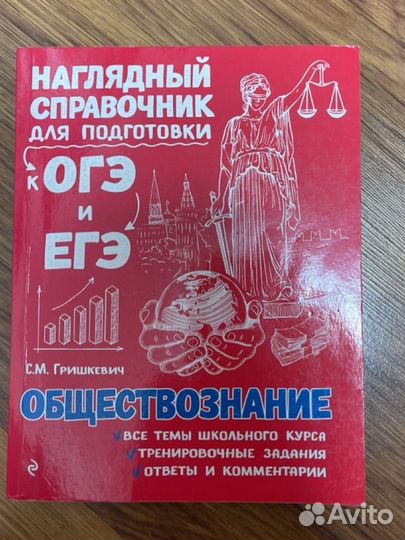 НАГЛЯДНЫЙ
СПРАВОЧНИК
ДЛЯ ПОДГОТОВКИ
К ОГЭ
И
ЕГЭ
С.М. ГРИШКЕВИЧ
ОБЩЕСТВОЗНАНИЕ
ВСЕ ТЕМЫ ШКОЛЬНОГО КУРСА
ТРЕНИРОВОЧНЫЕ ЗАДАНИЯ
ОТВЕТЫ И КОММЕНТАРИИ
Avito